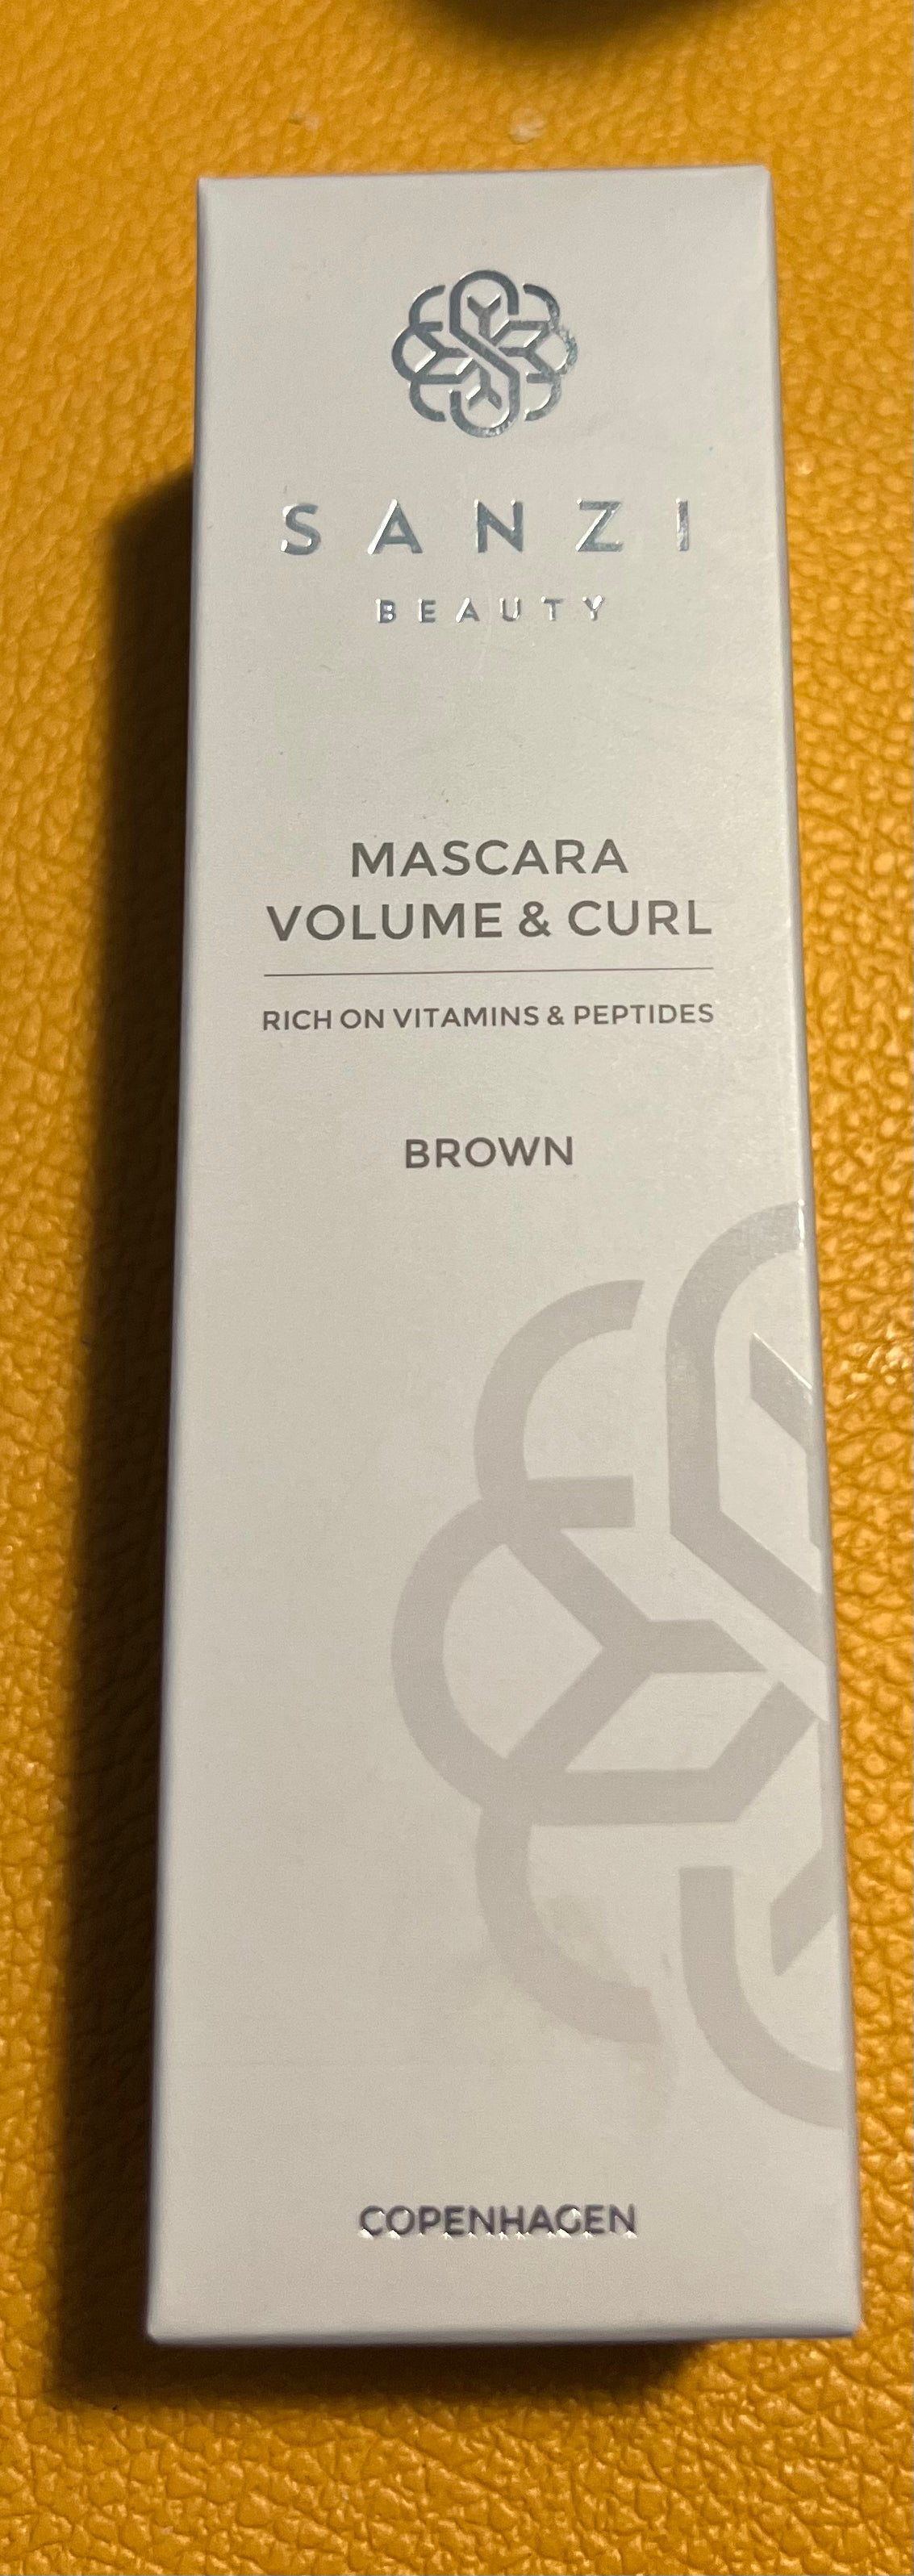 SANZI
BEAUTY
MASCARA
VOLUME & CURL
RICH ON VITAMINS & PEPTIDES
BROWN
COPENHAGEN